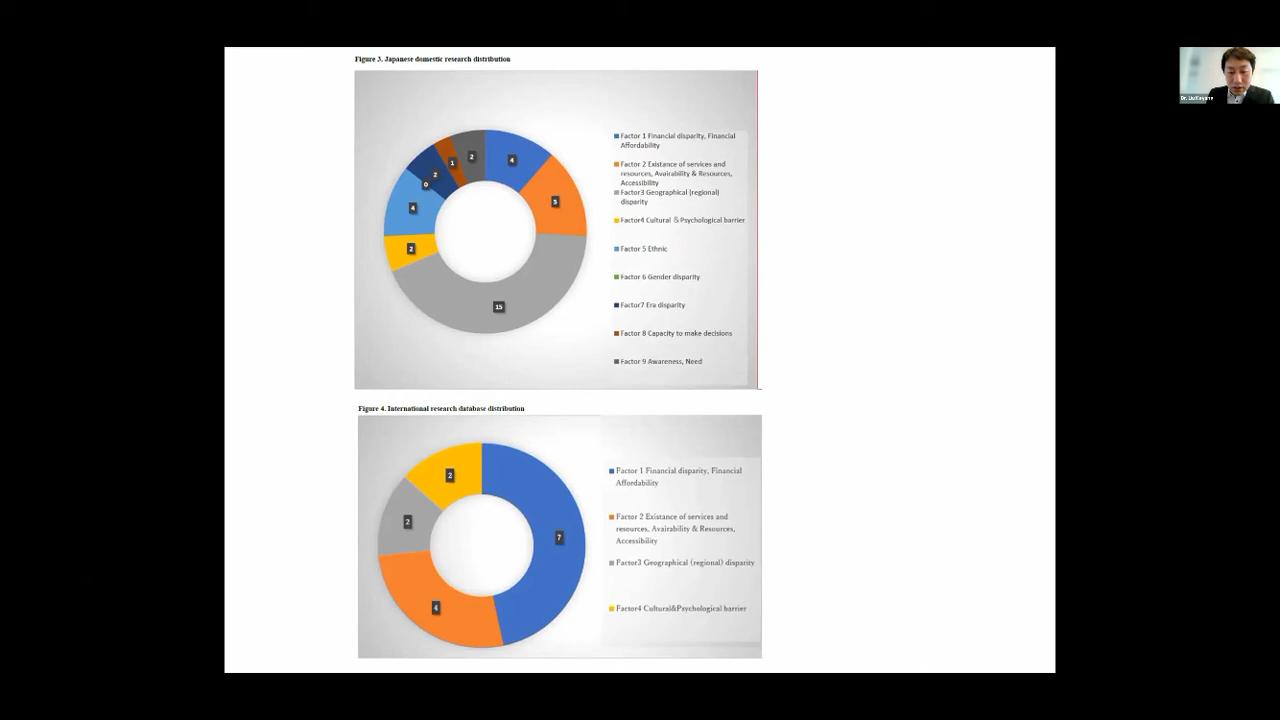 Figure 3. Japanese domestic research distribution
4
5
15
2
4
0
2
1
2
Factor 1 Financial disparity, Financial
Affordability
Factor 2 Existance of services and
resources, Avairability & Resources,
Accessibility
Factor3 Geographical (regional)
disparity
Factor4 Cultural ＆Psychological barrier
Factor 5 Ethnic
Factor 6 Gender disparity
Factor7 Era disparity
Factor 8 Capacity to make decisions
Factor 9 Awareness, Need
Figure 4. International research database distribution
7
4
2
2
Factor 1 Financial disparity, Financial
Affordability
Factor 2 Existance of services and
resources, Avairability & Resources,
Accessibility
Factor3 Geographical (regional) disparity
Factor4 Cultural&Psychological barrier
Dr.